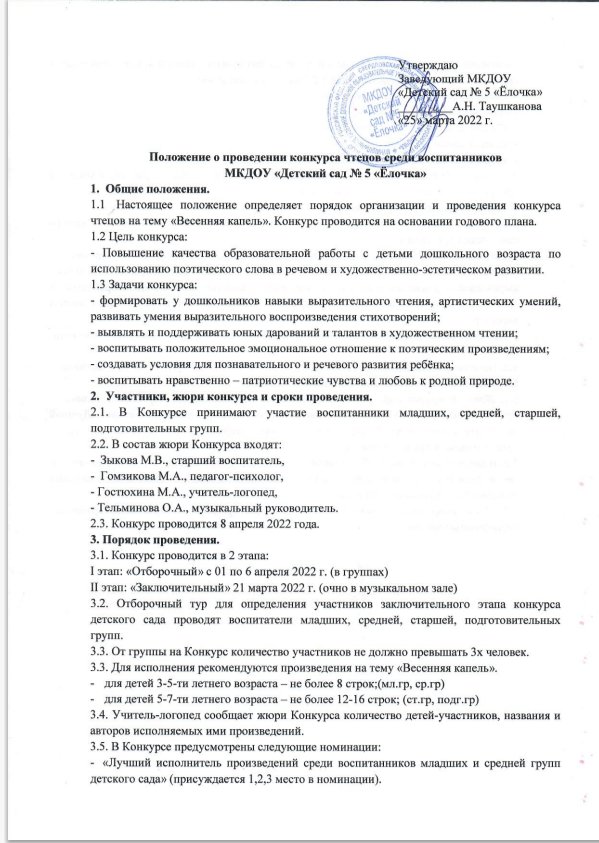 Утверждаю
Заведующий МКДОУ
«Детский сад № 5 «Ёлочка»
А.Н. Таушканова
«25» марта 2022 г.
МКДОУ
«Детский
сад №5
«Ёлочка»
Положение о проведении конкурса чтецов среди воспитанников
МКДОУ «Детский сад № 5 «Ёлочка»
1. Общие положения.
1.1 Настоящее положение определяет порядок организации и проведения конкурса
чтецов на тему «Весенняя капель». Конкурс проводится на основании годового плана.
1.2 Цель конкурса:
- Повышение качества образовательной работы с детьми дошкольного возраста по
использованию поэтического слова в речевом и художественно-эстетическом развитии.
1.3 Задачи конкурса:
- формировать у дошкольников навыки выразительного чтения, артистических умений,
развивать умения выразительного воспроизведения стихотворений;
- выявлять и поддерживать юных дарований и талантов в художественном чтении;
- воспитывать положительное эмоциональное отношение к поэтическим произведениям;
- создавать условия для познавательного и речевого развития ребёнка;
- воспитывать нравственно – патриотические чувства и любовь к родной природе.
2. Участники, жюри конкурса и сроки проведения.
2.1. В Конкурсе принимают участие воспитанники младших, средней, старшей,
подготовительных групп.
2.2. В состав жюри Конкурса входят:
- Зыкова М.В., старший воспитатель,
- Гомзикова М.А., педагог-психолог,
- Гостюхина М.А., учитель-логопед,
- Тельминова О.А., музыкальный руководитель.
2.3. Конкурс проводится 8 апреля 2022 года.
3. Порядок проведения.
3.1. Конкурс проводится в 2 этапа:
I этап: «Отборочный» с 01 по 6 апреля 2022 г. (в группах)
II этап: «Заключительный» 21 марта 2022 г. (очно в музыкальном зале)
3.2. Отборочный тур для определения участников заключительного этапа конкурса
детского сада проводят воспитатели младших, средней, старшей, подготовительных
групп.
3.3. От группы на Конкурс количество участников не должно превышать 3х человек.
3.3. Для исполнения рекомендуются произведения на тему «Весенняя капель».
- для детей 3-5-ти летнего возраста – не более 8 строк;(мл.гр, ср.гр)
- для детей 5-7-ти летнего возраста – не более 12-16 строк; (ст.гр, подг.гр)
3.4. Учитель-логопед сообщает жюри Конкурса количество детей-участников, названия и
авторов исполняемых ими произведений.
3.5. В Конкурсе предусмотрены следующие номинации:
- «Лучший исполнитель произведений среди воспитанников младших и средней групп
детского сада» (присуждается 1,2,3 место в номинации).